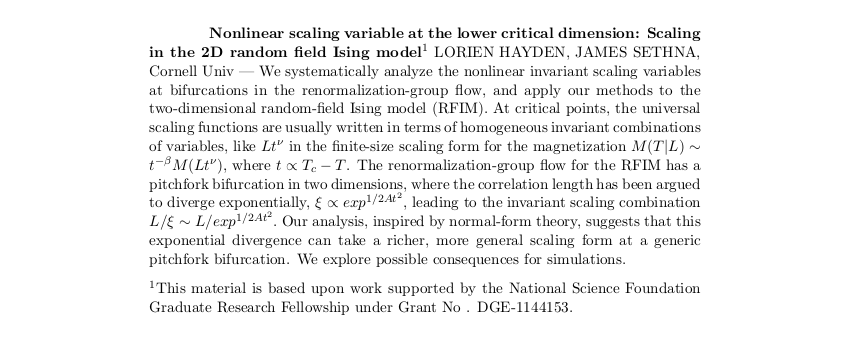 Nonlinear scaling variable at the lower critical dimension: Scaling
in the 2D random field Ising model¹ LORIEN HAYDEN, JAMES SETHNA,
Cornell Univ — We systematically analyze the nonlinear invariant scaling variables
at bifurcations in the renormalization-group flow, and apply our methods to the
two-dimensional random-field Ising model (RFIM). At critical points, the universal
scaling functions are usually written in terms of homogeneous invariant combinations
of variables, like $Lt^{\nu}$ in the finite-size scaling form for the magnetization $M(T|L) \sim$
$t^{-\beta}M(Lt^{\nu})$, where $t \propto T_c - T$. The renormalization-group flow for the RFIM has a
pitchfork bifurcation in two dimensions, where the correlation length has been argued
to diverge exponentially, $\xi \propto exp^{1/2At^2}$, leading to the invariant scaling combination
$L/\xi \sim L/exp^{1/2At^2}$. Our analysis, inspired by normal-form theory, suggests that this
exponential divergence can take a richer, more general scaling form at a generic
pitchfork bifurcation. We explore possible consequences for simulations.
¹This material is based upon work supported by the National Science Foundation
Graduate Research Fellowship under Grant No . DGE-1144153.